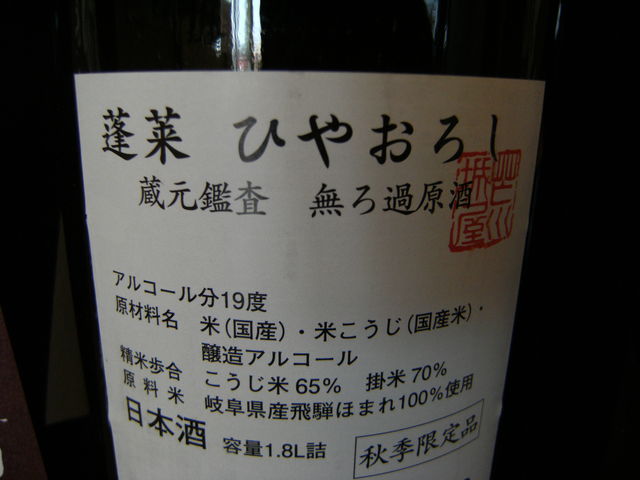 蓬莱 ひやおろし
蔵元鑑査 無ろ過原酒
アルコール分19度
原材料名 米(国産)・米こうじ(国産米)・
醸造アルコール
精米歩合 こうじ米65% 掛米70%
原料米 岐阜県産飛騨ほまれ100%使用
日本酒 容量1.8L詰
秋季限定品